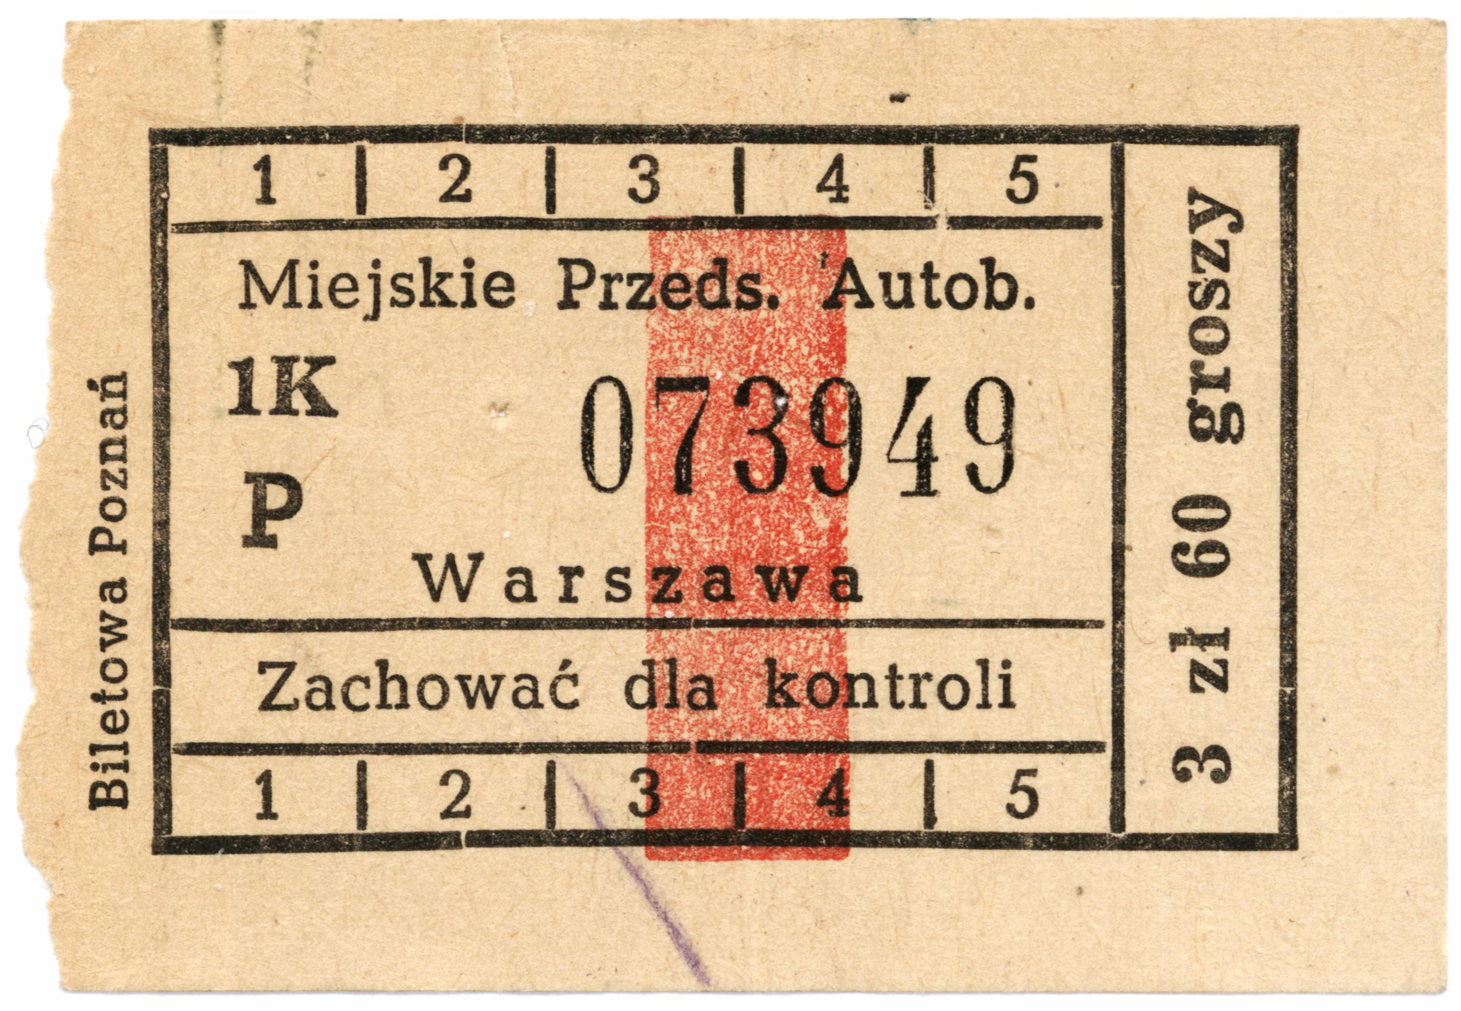 1 2 3 4 5
Miejskie Przeds. Autob.
1K
073949
P
Warszawa
Zachować dla kontroli
1 2 3 4 5
3 zł 60 groszy
Biletowa Poznań